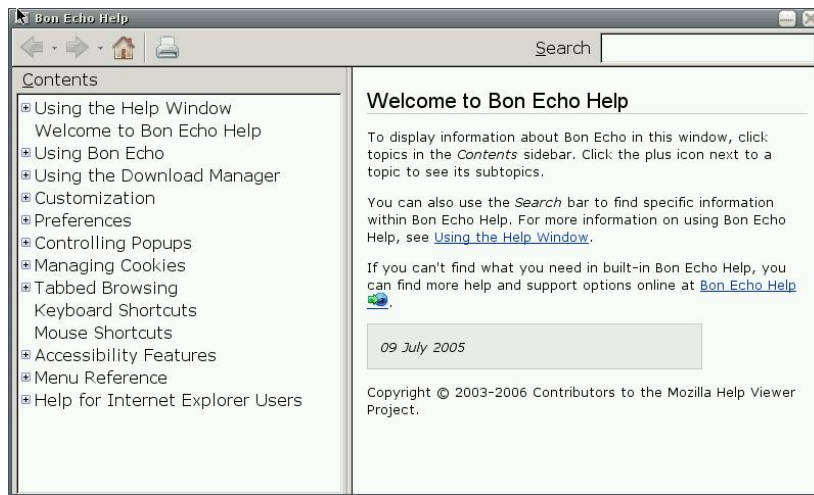 Bon Echo Help
Search
Contents
Using the Help Window
Welcome to Bon Echo Help
Using Bon Echo
Using the Download Manager
Customization
Preferences
Controlling Popups
Managing Cookies
Tabbed Browsing
Keyboard Shortcuts
Mouse Shortcuts
Accessibility Features
Menu Reference
Help for Internet Explorer Users
Welcome to Bon Echo Help
To display information about Bon Echo in this window, click
topics in the Contents sidebar. Click the plus icon next to a
topic to see its subtopics.
You can also use the Search bar to find specific information
within Bon Echo Help. For more information on using Bon Echo
Help, see Using the Help Window.
If you can't find what you need in built-in Bon Echo Help, you
can find more help and support options online at Bon Echo Help
.
09 July 2005
Copyright © 2003-2006 Contributors to the Mozilla Help Viewer
Project.